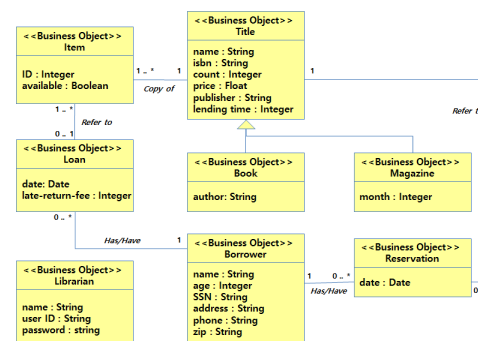 <<Business Object>>
Item
ID : Integer
available : Boolean
<<Business Object>>
Title
name : String
isbn : String
count : Integer
price : Float
publisher : String
lending time : Integer
1 .. *
1
Copy of
1
Refer t
1 .. *
Refer to
0 .. 1
<<Business Object>>
Loan
date: Date
late-return-fee : Integer
<<Business Object>>
Book
author: String
<<Business Object>>
Magazine
month : Integer
0 .. *
Has/Have
1
<<Business Object>>
Librarian
name : String
user ID : String
password : string
<<Business Object>>
Borrower
name : String
age : Integer
SSN : String
address : String
phone : String
zip : String
1
0 .. *
Has/Have
<<Business Object>>
Reservation
date : Date
0